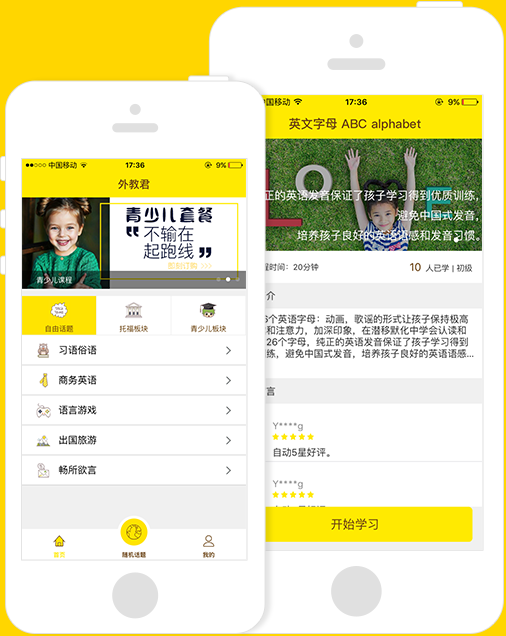 中国移动
17:36
9%
外教君
青少儿套餐
“不输在
起跑线”
青少儿课程
自由话题
托福板块
青少儿板块
习语俗语
商务英语
语言游戏
出国旅游
畅所欲言
首页
随机话题
我的
国移动
17:36
9%
英文字母 ABC alphabet
正的英语发音保证了孩子学习得到优质训练，
避免中国式发音，
培养孩子良好的英语语感和发音习惯。
程时间：20分钟
10 人已学 | 初级
介
6个英语字母：动画，歌谣的形式让孩子保持极高
和注意力，加深印象，在潜移默化中学会认读和
26个字母，纯正的英语发音保证了孩子学习得到
练，避免中国式发音，培养孩子良好的英语语感...
言
Y****g
自动5星好评。
Y****g
开始学习